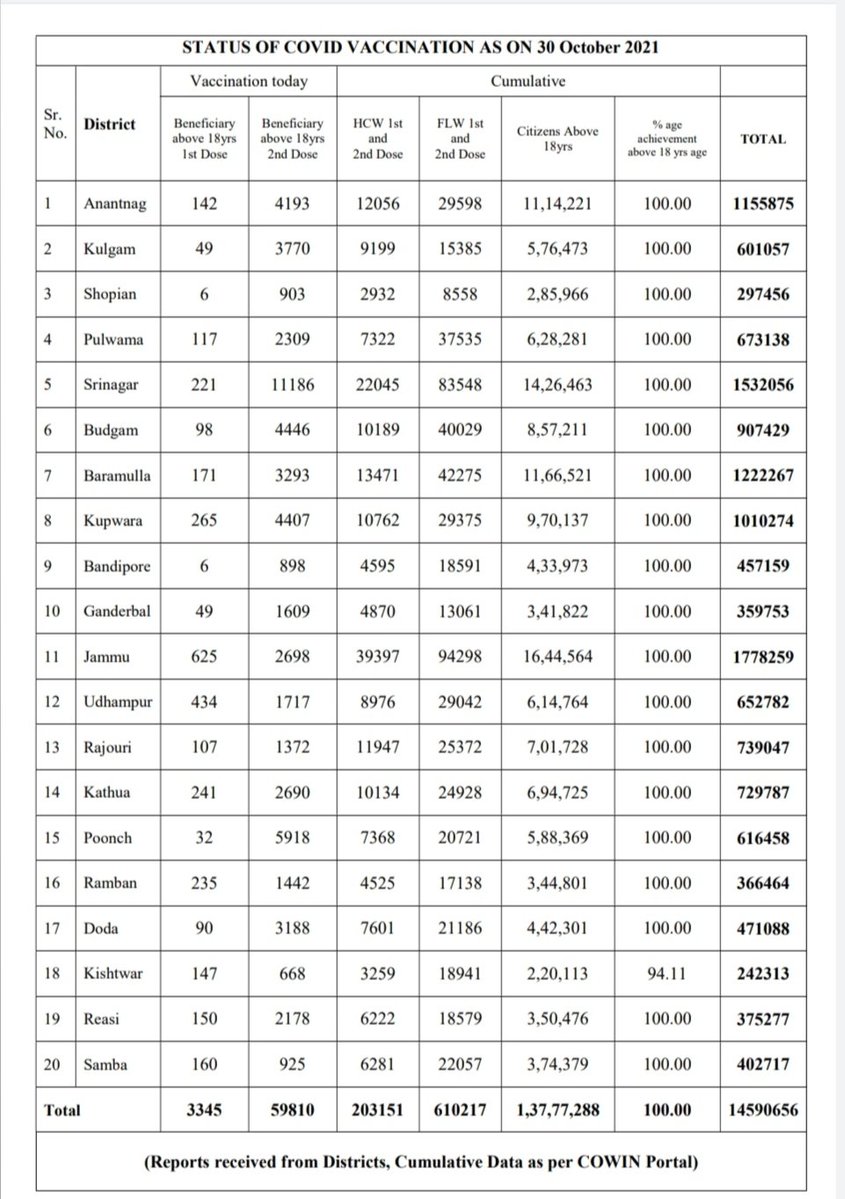 STATUS OF COVID VACCINATION AS ON 30 October 2021
Sr. No. District Vaccination today Cumulative
Beneficiary above 18yrs 1st Dose Beneficiary above 18yrs 2nd Dose HCW 1st and 2nd Dose FLW 1st and 2nd Dose Citizens Above 18yrs % age achievement above 18 yrs age TOTAL
1 Anantnag 142 4193 12056 29598 11,14,221 100.00 1155875
2 Kulgam 49 3770 9199 15385 5,76,473 100.00 601057
3 Shopian 6 903 2932 8558 2,85,966 100.00 297456
4 Pulwama 117 2309 7322 37535 6,28,281 100.00 673138
5 Srinagar 221 11186 22045 83548 14,26,463 100.00 1532056
6 Budgam 98 4446 10189 40029 8,57,211 100.00 907429
7 Baramulla 171 3293 13471 42275 11,66,521 100.00 1222267
8 Kupwara 265 4407 10762 29375 9,70,137 100.00 1010274
9 Bandipore 6 898 4595 18591 4,33,973 100.00 457159
10 Ganderbal 49 1609 4870 13061 3,41,822 100.00 359753
11 Jammu 625 2698 39397 94298 16,44,564 100.00 1778259
12 Udhampur 434 1717 8976 29042 6,14,764 100.00 652782
13 Rajouri 107 1372 11947 25372 7,01,728 100.00 739047
14 Kathua 241 2690 10134 24928 6,94,725 100.00 729787
15 Poonch 32 5918 7368 20721 5,88,369 100.00 616458
16 Ramban 235 1442 4525 17138 3,44,801 100.00 366464
17 Doda 90 3188 7601 21186 4,42,301 100.00 471088
18 Kishtwar 147 668 3259 18941 2,20,113 94.11 242313
19 Reasi 150 2178 6222 18579 3,50,476 100.00 375277
20 Samba 160 925 6281 22057 3,74,379 100.00 402717
Total 3345 59810 203151 610217 1,37,77,288 100.00 14590656
(Reports received from Districts, Cumulative Data as per COWIN Portal)